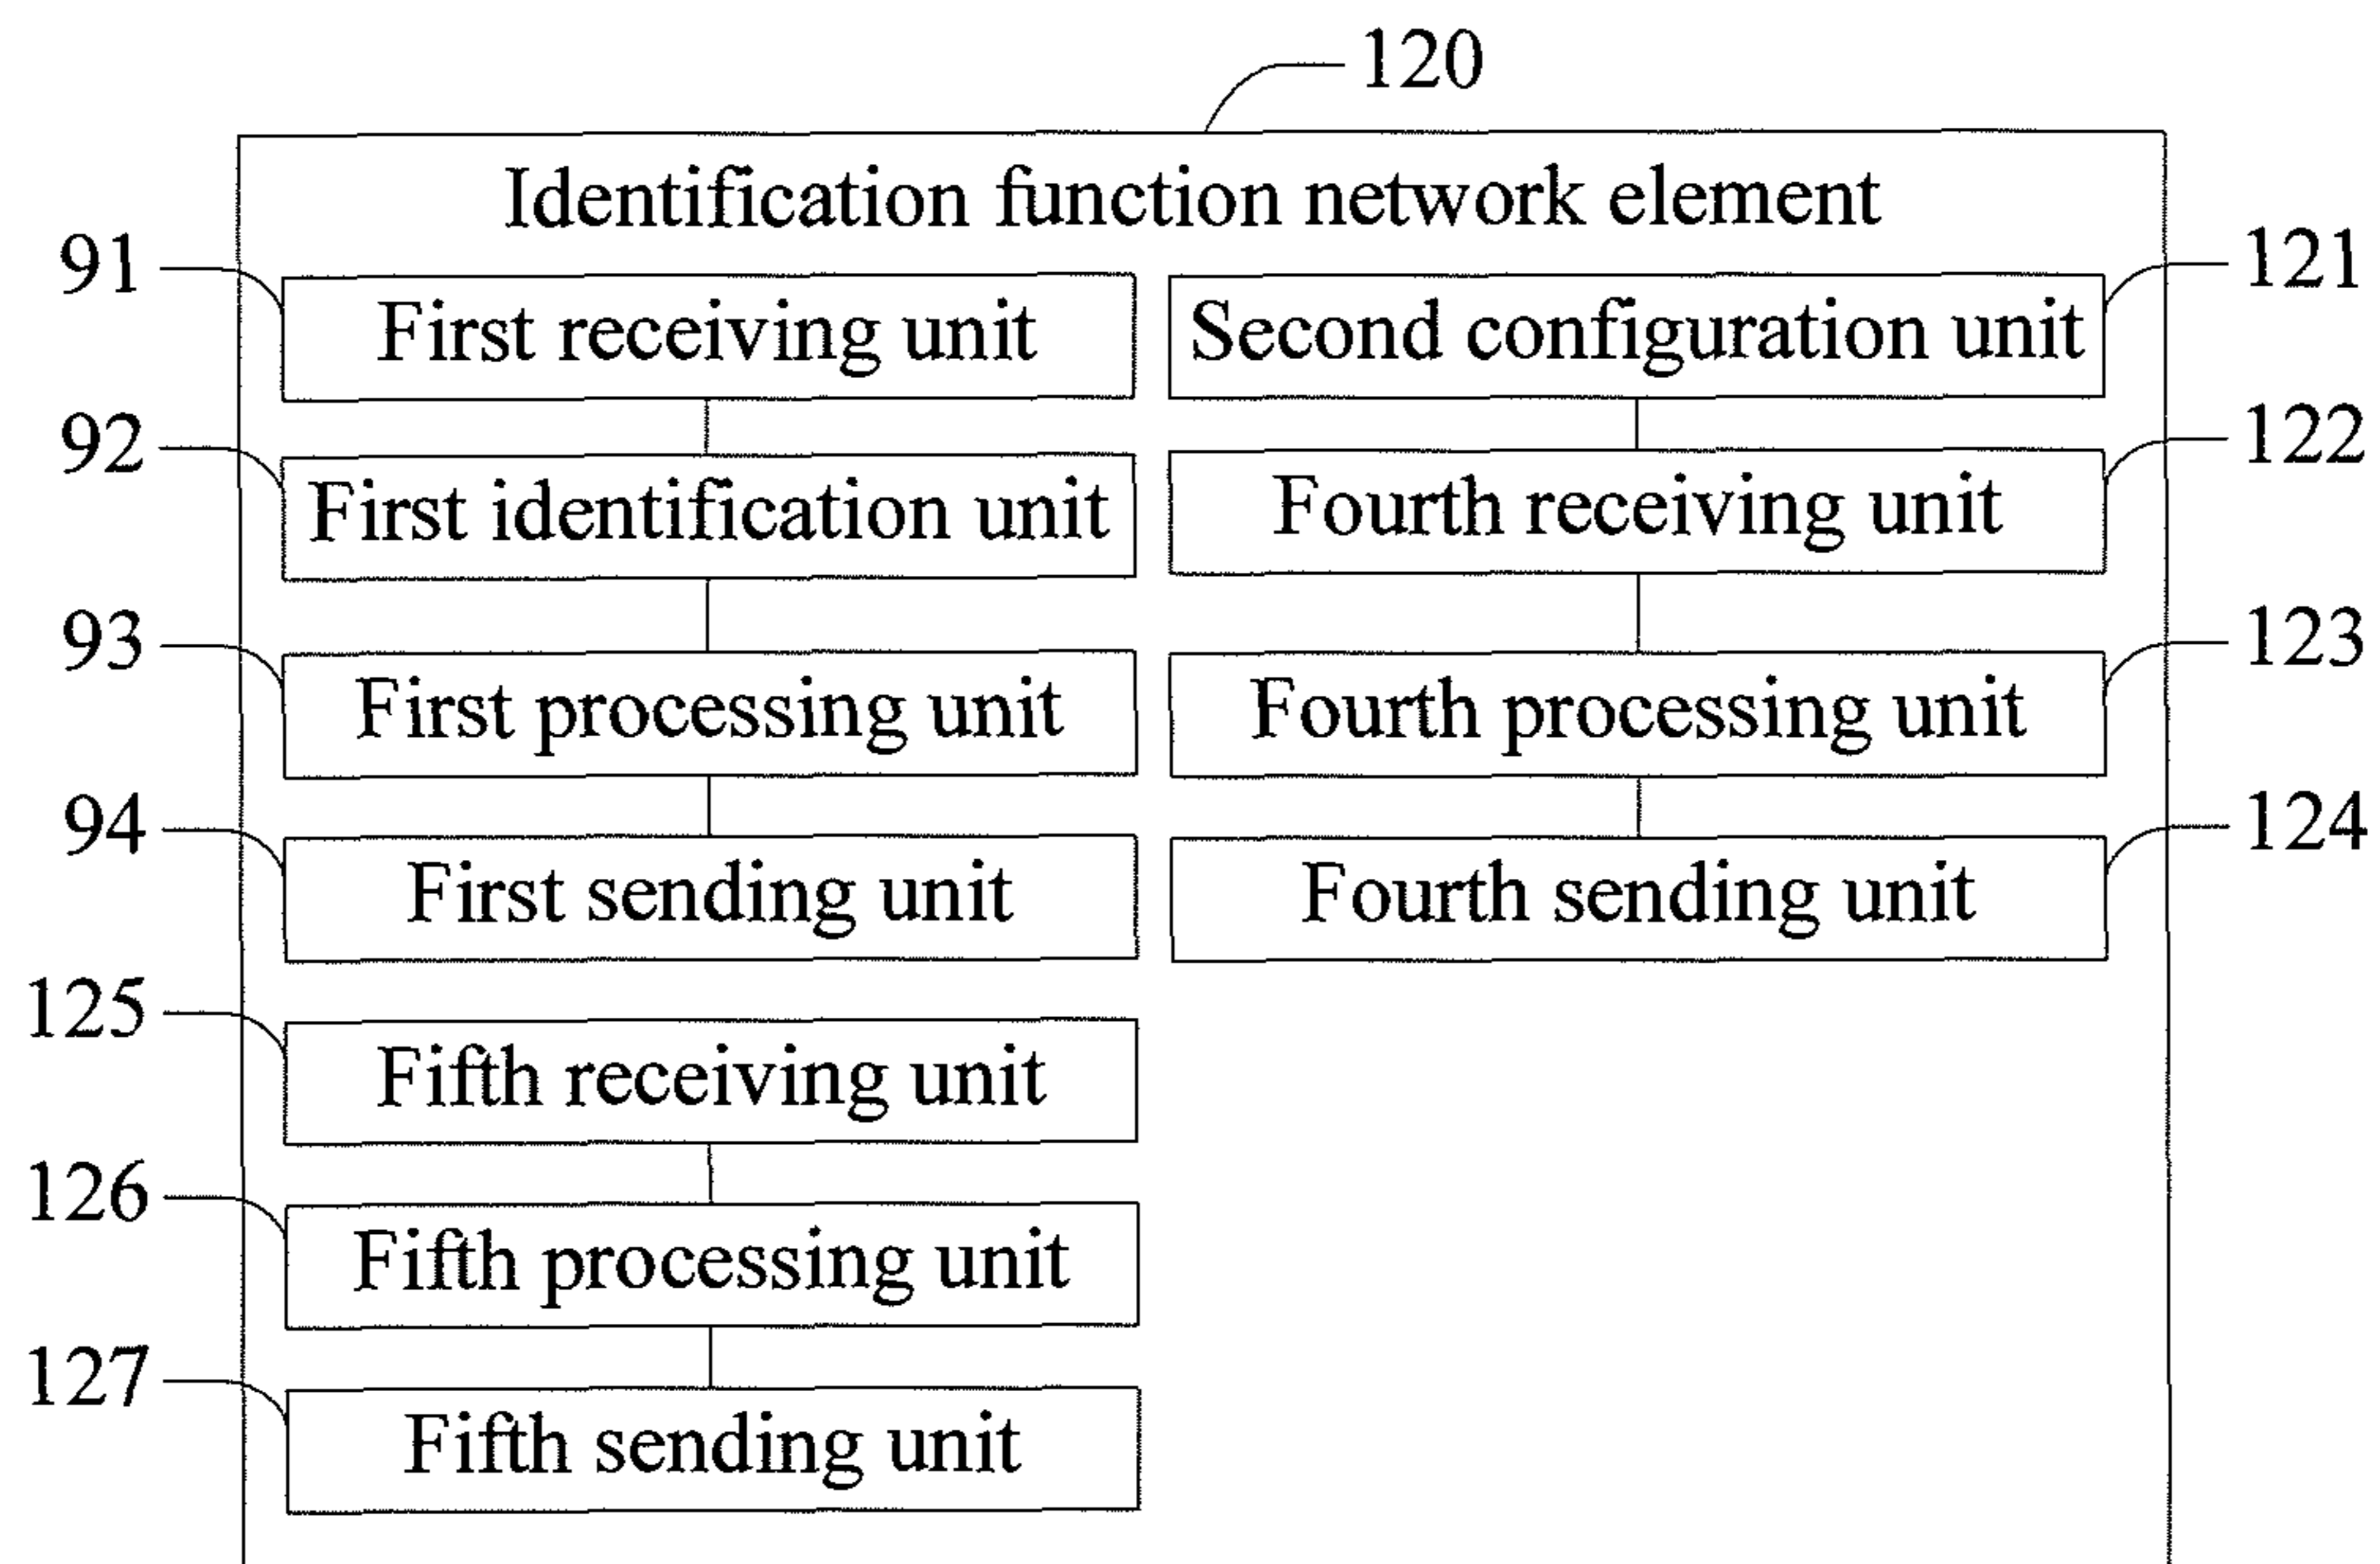 120
Identification function network element
91
First receiving unit
Second configuration unit
121
92
First identification unit
Fourth receiving unit
122
93
First processing unit
Fourth processing unit
123
94
First sending unit
Fourth sending unit
124
125
Fifth receiving unit
126
Fifth processing unit
127
Fifth sending unit